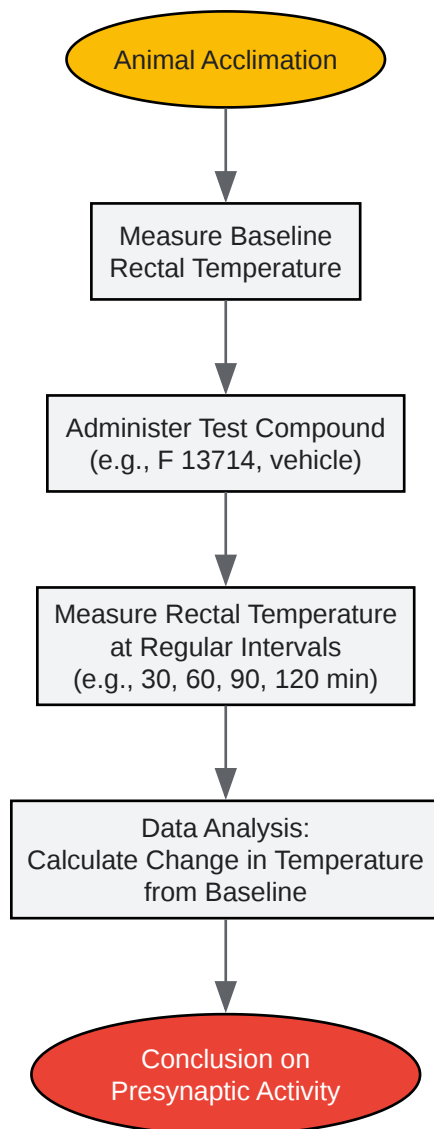 Animal Acclimation
Measure Baseline
Rectal Temperature
Administer Test Compound
(e.g., F 13714, vehicle)
Measure Rectal Temperature
at Regular Intervals
(e.g., 30, 60, 90, 120 min)
Data Analysis:
Calculate Change in Temperature
from Baseline
Conclusion on
Presynaptic Activity